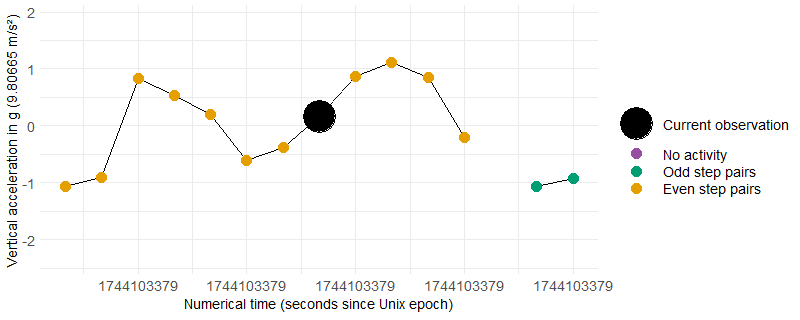 Vertical acceleration in g (9.80665 m/s²)
2
1
0
-1
-2
1744103379 1744103379 1744103379 1744103379 1744103379
Numerical time (seconds since Unix epoch)
Current observation
No activity
Odd step pairs
Even step pairs